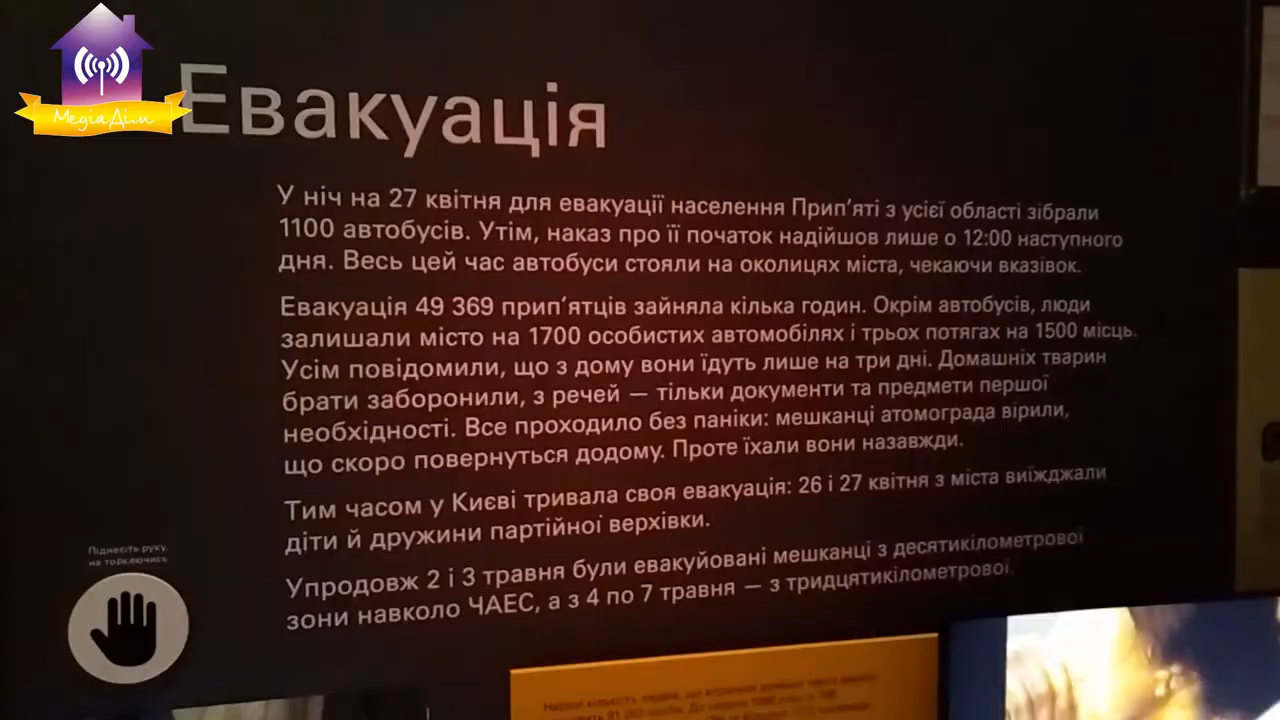 МедіаДім
Евакуація
У ніч на 27 квітня для евакуації населення Прип’яті з усієї області зібрали
1100 автобусів. Утім, наказ про її початок надійшов лише о 12:00 наступного
дня. Весь цей час автобуси стояли на околицях міста, чекаючи вказівок.
Евакуація 49 369 прип’ятців зайняла кілька годин. Окрім автобусів, люди
залишали місто на 1700 особистих автомобілях і трьох потягах на 1500 місць.
Усім повідомили, що з дому вони їдуть лише на три дні. Домашніх тварин
брати заборонили, з речей — тільки документи та предмети першої
необхідності. Все проходило без паніки: мешканці атомограда вірили,
що скоро повернуться додому. Проте їхали вони назавжди.
Тим часом у Києві тривала своя евакуація: 26 і 27 квітня з міста виїжджали
діти й дружини партійної верхівки.
Упродовж 2 і 3 травня були евакуйовані мешканці з десятикілометрової
зони навколо ЧАЕС, а з 4 по 7 травня — з тридцятикілометрової.
Піднесіть руку,
не торкаючись